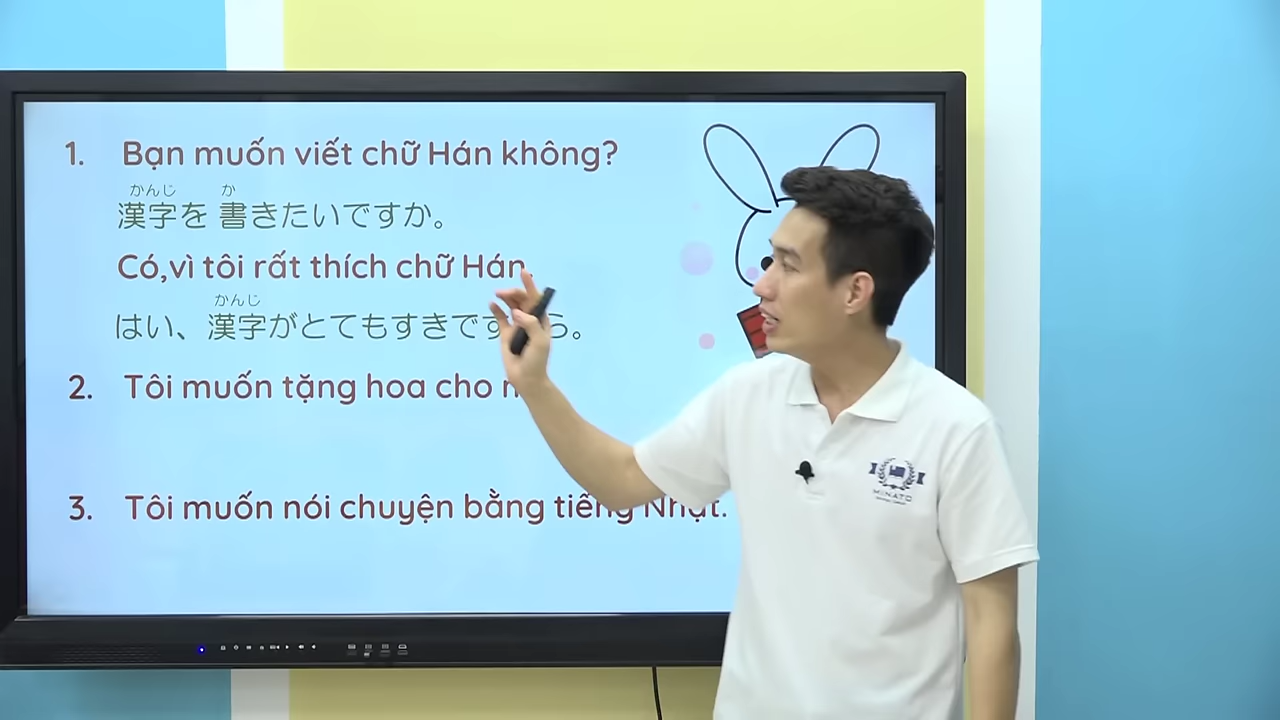 1. Bạn muốn viết chữ Hán không?
かんじ か
漢字を 書きたいですか。
Có,vì tôi rất thích chữ Hán.
かんじ
はい、漢字がとてもすきです ら。
2. Tôi muốn tặng hoa cho
3. Tôi muốn nói chuyện bằng tiếng Nhật.
MINATO